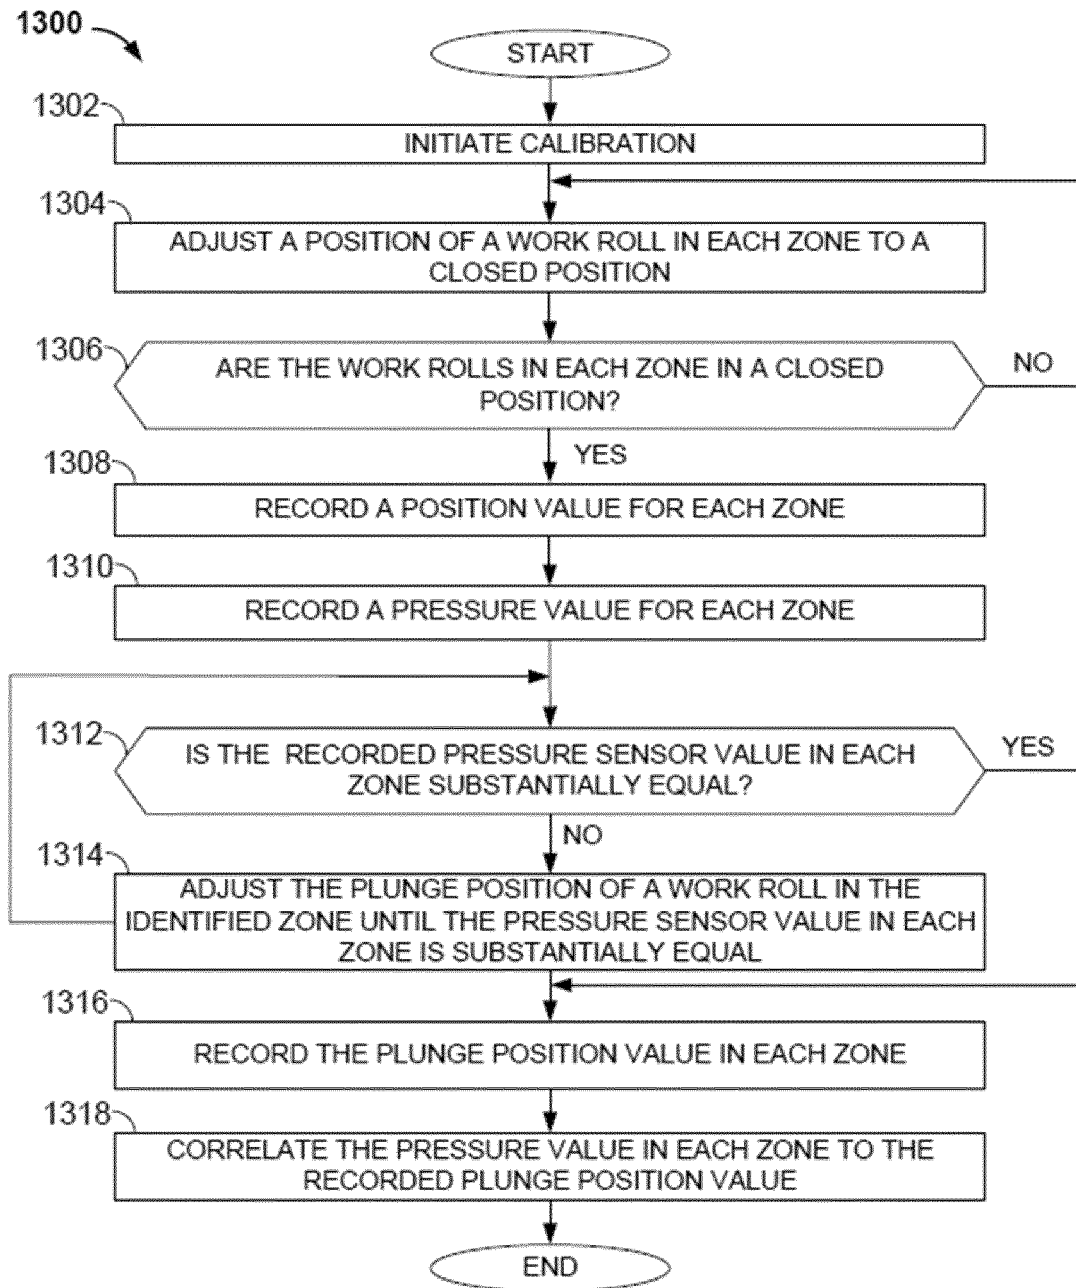 1300
START
1302
INITIATE CALIBRATION
1304
ADJUST A POSITION OF A WORK ROLL IN EACH ZONE TO A
CLOSED POSITION
1306
ARE THE WORK ROLLS IN EACH ZONE IN A CLOSED
POSITION?
NO
YES
1308
RECORD A POSITION VALUE FOR EACH ZONE
1310
RECORD A PRESSURE VALUE FOR EACH ZONE
1312
IS THE RECORDED PRESSURE SENSOR VALUE IN EACH
ZONE SUBSTANTIALLY EQUAL?
YES
NO
1314
ADJUST THE PLUNGE POSITION OF A WORK ROLL IN THE
IDENTIFIED ZONE UNTIL THE PRESSURE SENSOR VALUE IN EACH
ZONE IS SUBSTANTIALLY EQUAL
1316
RECORD THE PLUNGE POSITION VALUE IN EACH ZONE
1318
CORRELATE THE PRESSURE VALUE IN EACH ZONE TO THE
RECORDED PLUNGE POSITION VALUE
END